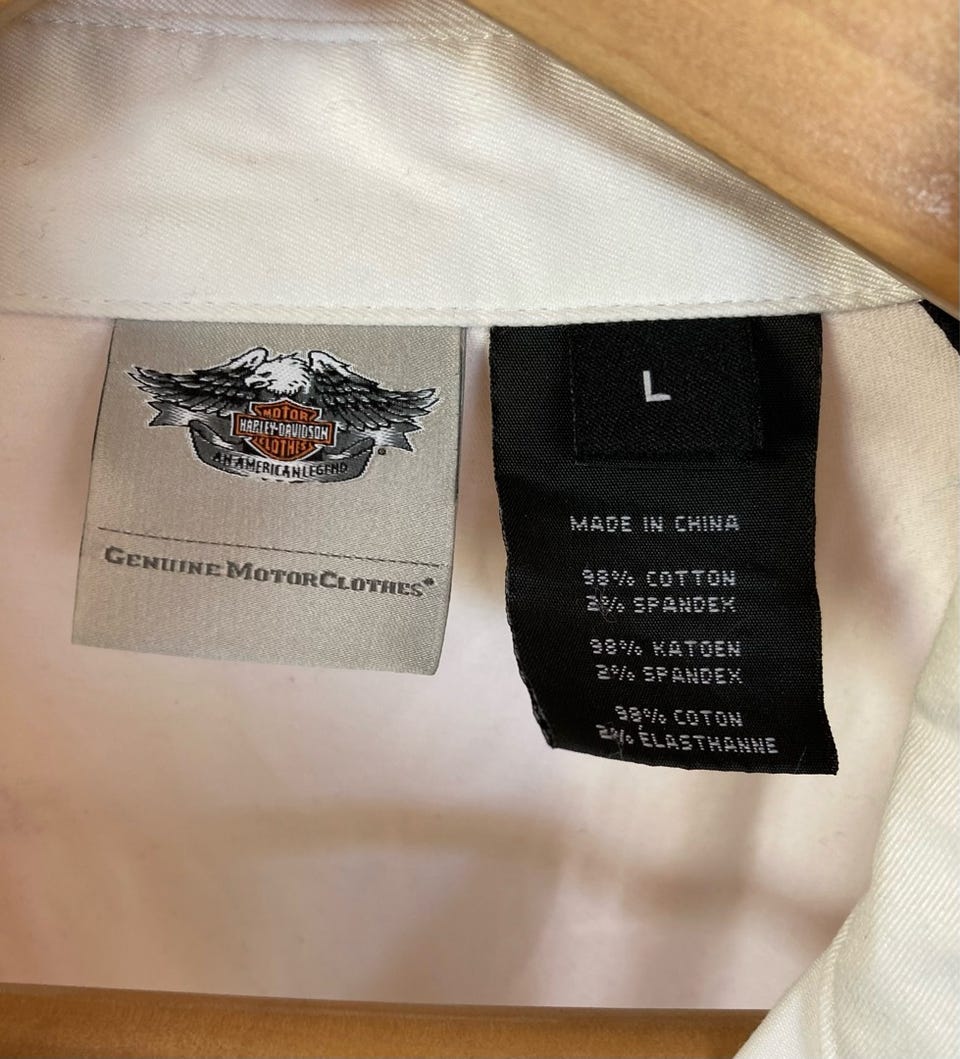 MOTOR
HARLEY-DAVIDSON
CLOTHES
AN AMERICAN LEGEND
GENUINE MOTORCLOTHES®
L
MADE IN CHINA
98% COTTON
2% SPANDEX
98% KATOEN
2% SPANDEX
98% COTON
2% ÉLASTHANNE